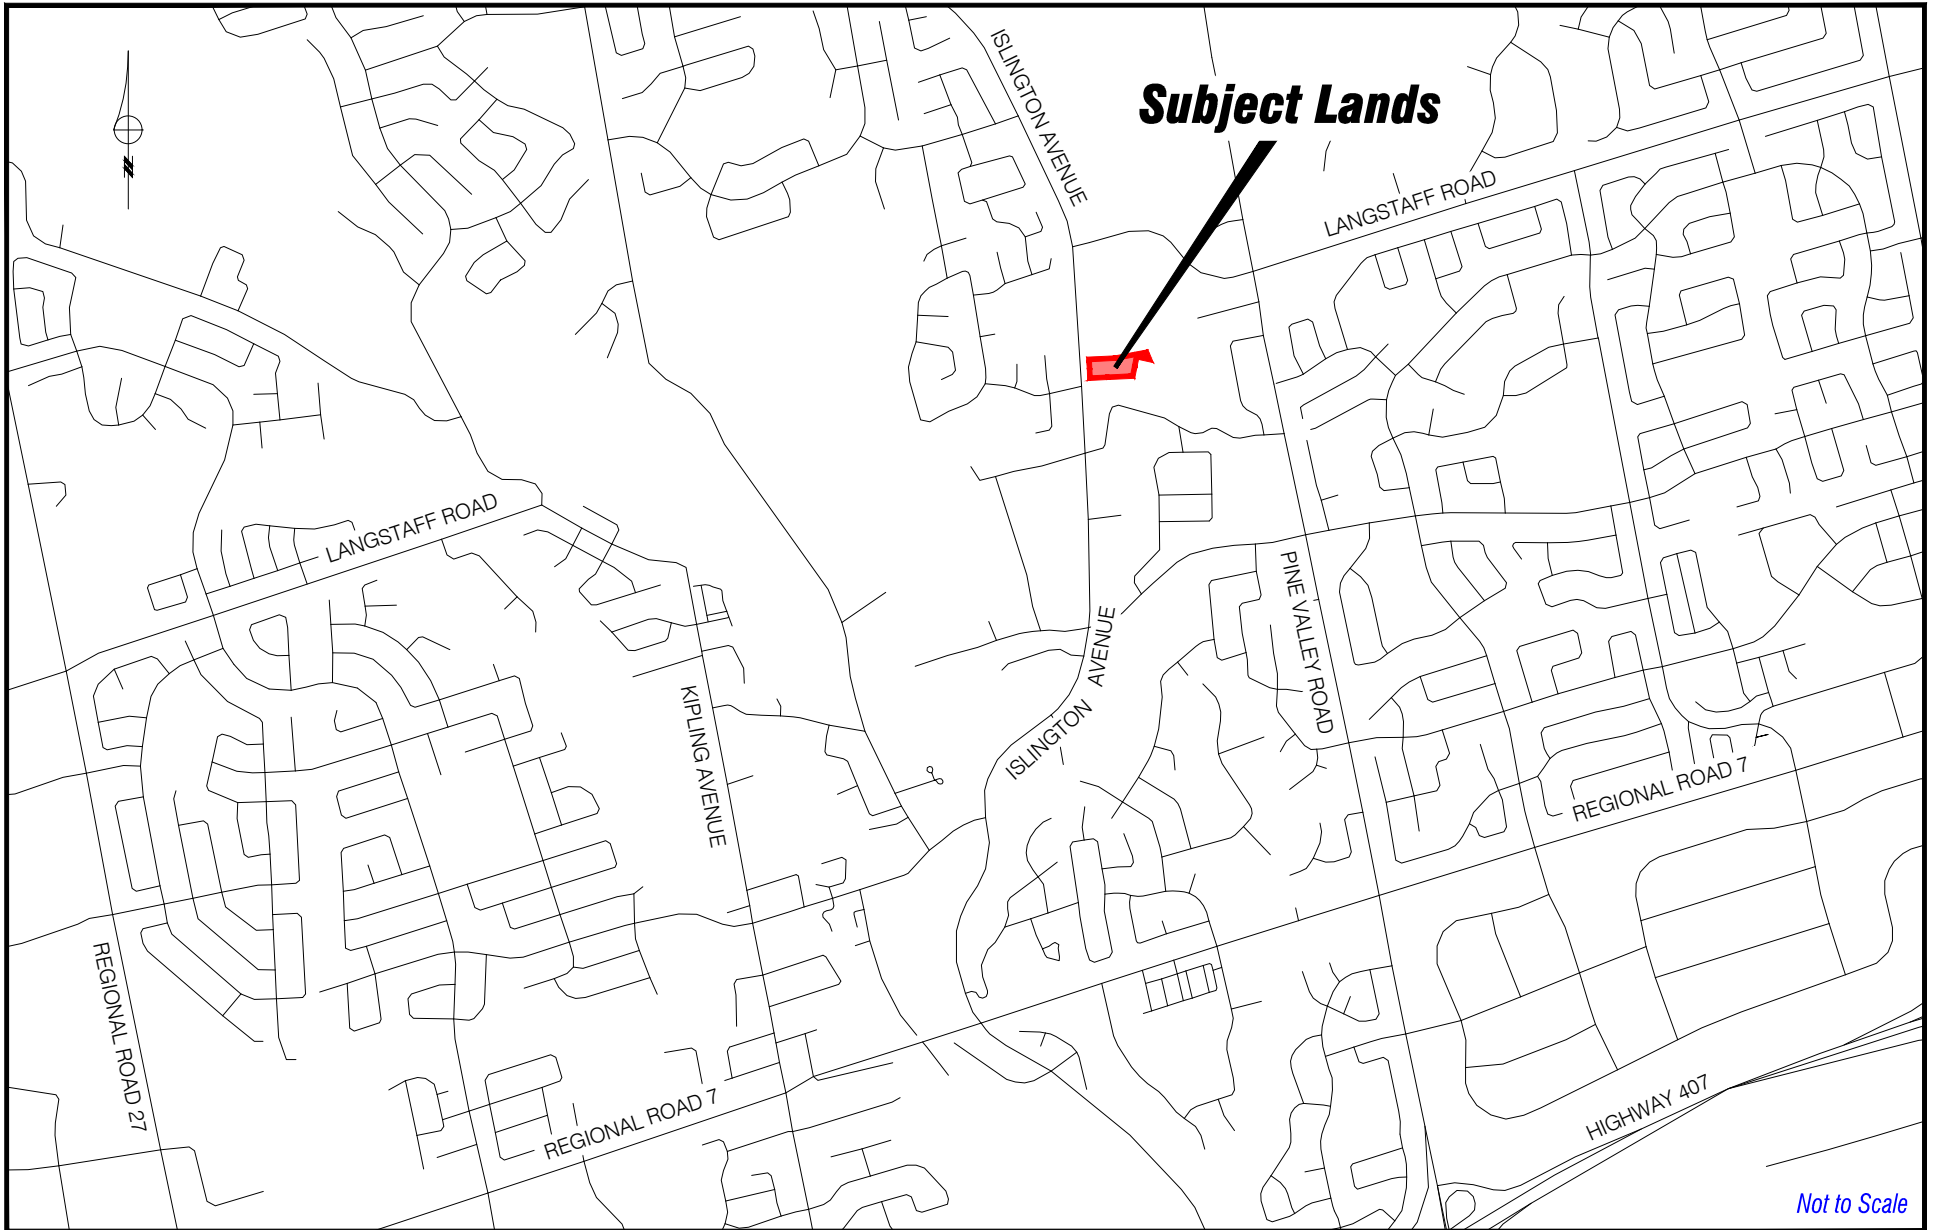 ISLINGTON AVENUE
Subject Lands
LANGSTAFF ROAD
LANGSTAFF ROAD
PINE VALLEY ROAD
ISLINGTON AVENUE
KIPLING AVENUE
REGIONAL ROAD 7
REGIONAL ROAD 27
REGIONAL ROAD 7
HIGHWAY 407
Not to Scale